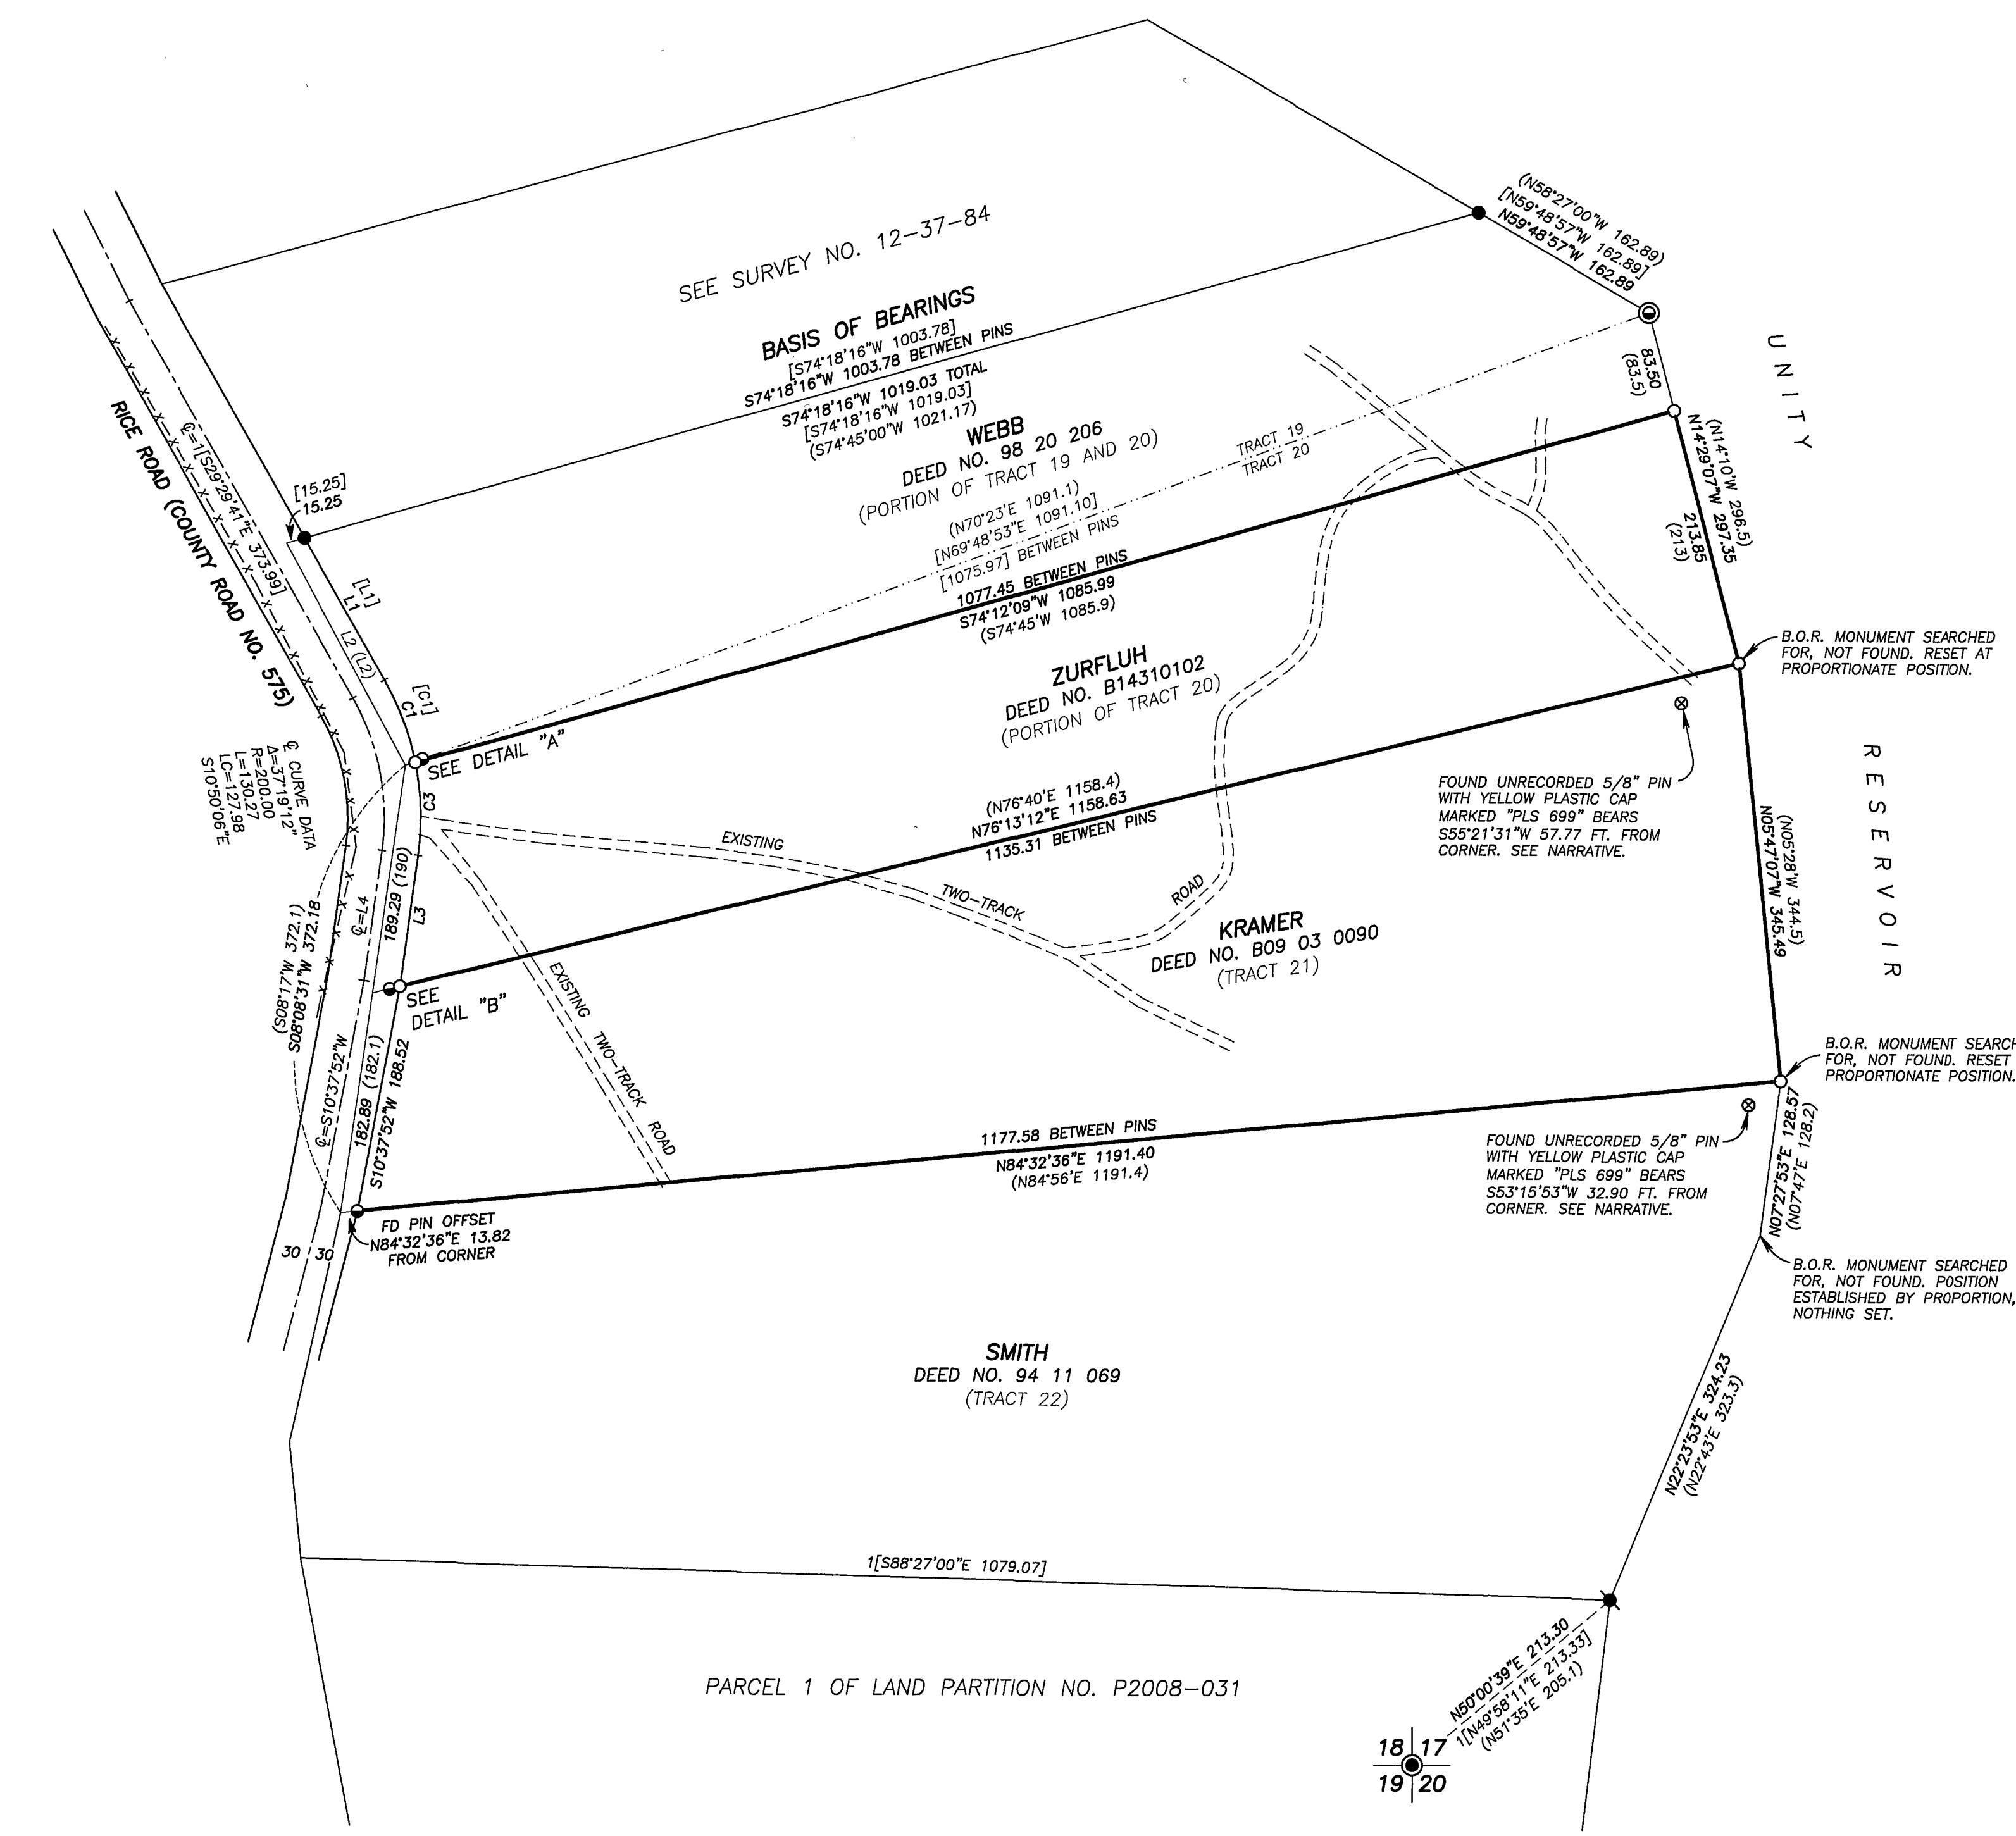 (N58°27'00"W 162.89)
[N59°48'57"W 162.89]
N59°48'57"W 162.89
SEE SURVEY NO. 12-37-84
BASIS OF BEARINGS
[S74°18'16"W 1003.78]
S74°18'16"W 1003.78 BETWEEN PINS
S74°18'16"W 1019.03 TOTAL
[S74°18'16"W 1019.03]
(S74°45'00"W 1021.17)
WEBB
DEED NO. 98 20 206
(PORTION OF TRACT 19 AND 20)
UNITY
83.50
(83.5)
TRACT 19
TRACT 20
(N14°10'W 296.5)
N14°29'07"W 297.35
213.85
(213)
RICE ROAD (COUNTY ROAD NO. 575)
℄=1[S29°29'41"E 373.99]
[15.25]
15.25
[L1]
L1
L2 (L2)
[C1]
C1
(N70°23'E 1091.1)
[N69°48'53"E 1091.10]
[1075.97] BETWEEN PINS
1077.45 BETWEEN PINS
S74°12'09"W 1085.99
(S74°45'W 1085.9)
ZURFLUH
DEED NO. B14310102
(PORTION OF TRACT 20)
B.O.R. MONUMENT SEARCHED
FOR, NOT FOUND. RESET AT
PROPORTIONATE POSITION.
SEE DETAIL "A"
℄ CURVE DATA
Δ=37°19'12"
R=200.00
L=130.27
LC=127.98
S10°50'06"E
C3
(N76°40'E 1158.4)
N76°13'12"E 1158.63
1135.31 BETWEEN PINS
FOUND UNRECORDED 5/8" PIN
WITH YELLOW PLASTIC CAP
MARKED "PLS 699" BEARS
S55°21'31"W 57.77 FT. FROM
CORNER. SEE NARRATIVE.
RESERVOIR
(N05°28'W 344.5)
N05°47'07"W 345.49
EXISTING
TWO-TRACK
ROAD
189.29 (190)
L3
℄=L4
(S08°17'W 372.1)
S08°08'31"W 372.18
KRAMER
DEED NO. B09 03 0090
(TRACT 21)
SEE
DETAIL "B"
EXISTING TWO-TRACK ROAD
℄=S10°37'52"W
182.89 (182.1)
S10°37'52"W 188.52
B.O.R. MONUMENT SEARCH
FOR, NOT FOUND. RESET
PROPORTIONATE POSITION.
1177.58 BETWEEN PINS
N84°32'36"E 1191.40
(N84°56'E 1191.4)
FOUND UNRECORDED 5/8" PIN
WITH YELLOW PLASTIC CAP
MARKED "PLS 699" BEARS
S53°15'53"W 32.90 FT. FROM
CORNER. SEE NARRATIVE.
N07°27'53"E 128.57
(N07°47'E 128.2)
FD PIN OFFSET
N84°32'36"E 13.82
FROM CORNER
30 30
B.O.R. MONUMENT SEARCHED
FOR, NOT FOUND. POSITION
ESTABLISHED BY PROPORTION,
NOTHING SET.
SMITH
DEED NO. 94 11 069
(TRACT 22)
N22°23'53"E 324.23
(N22°43'E 323.3)
1[S88°27'00"E 1079.07]
PARCEL 1 OF LAND PARTITION NO. P2008-031
N50°00'39"E 213.30
1[N49°58'11"E 213.33]
(N51°35'E 205.1)
18 17
19 20